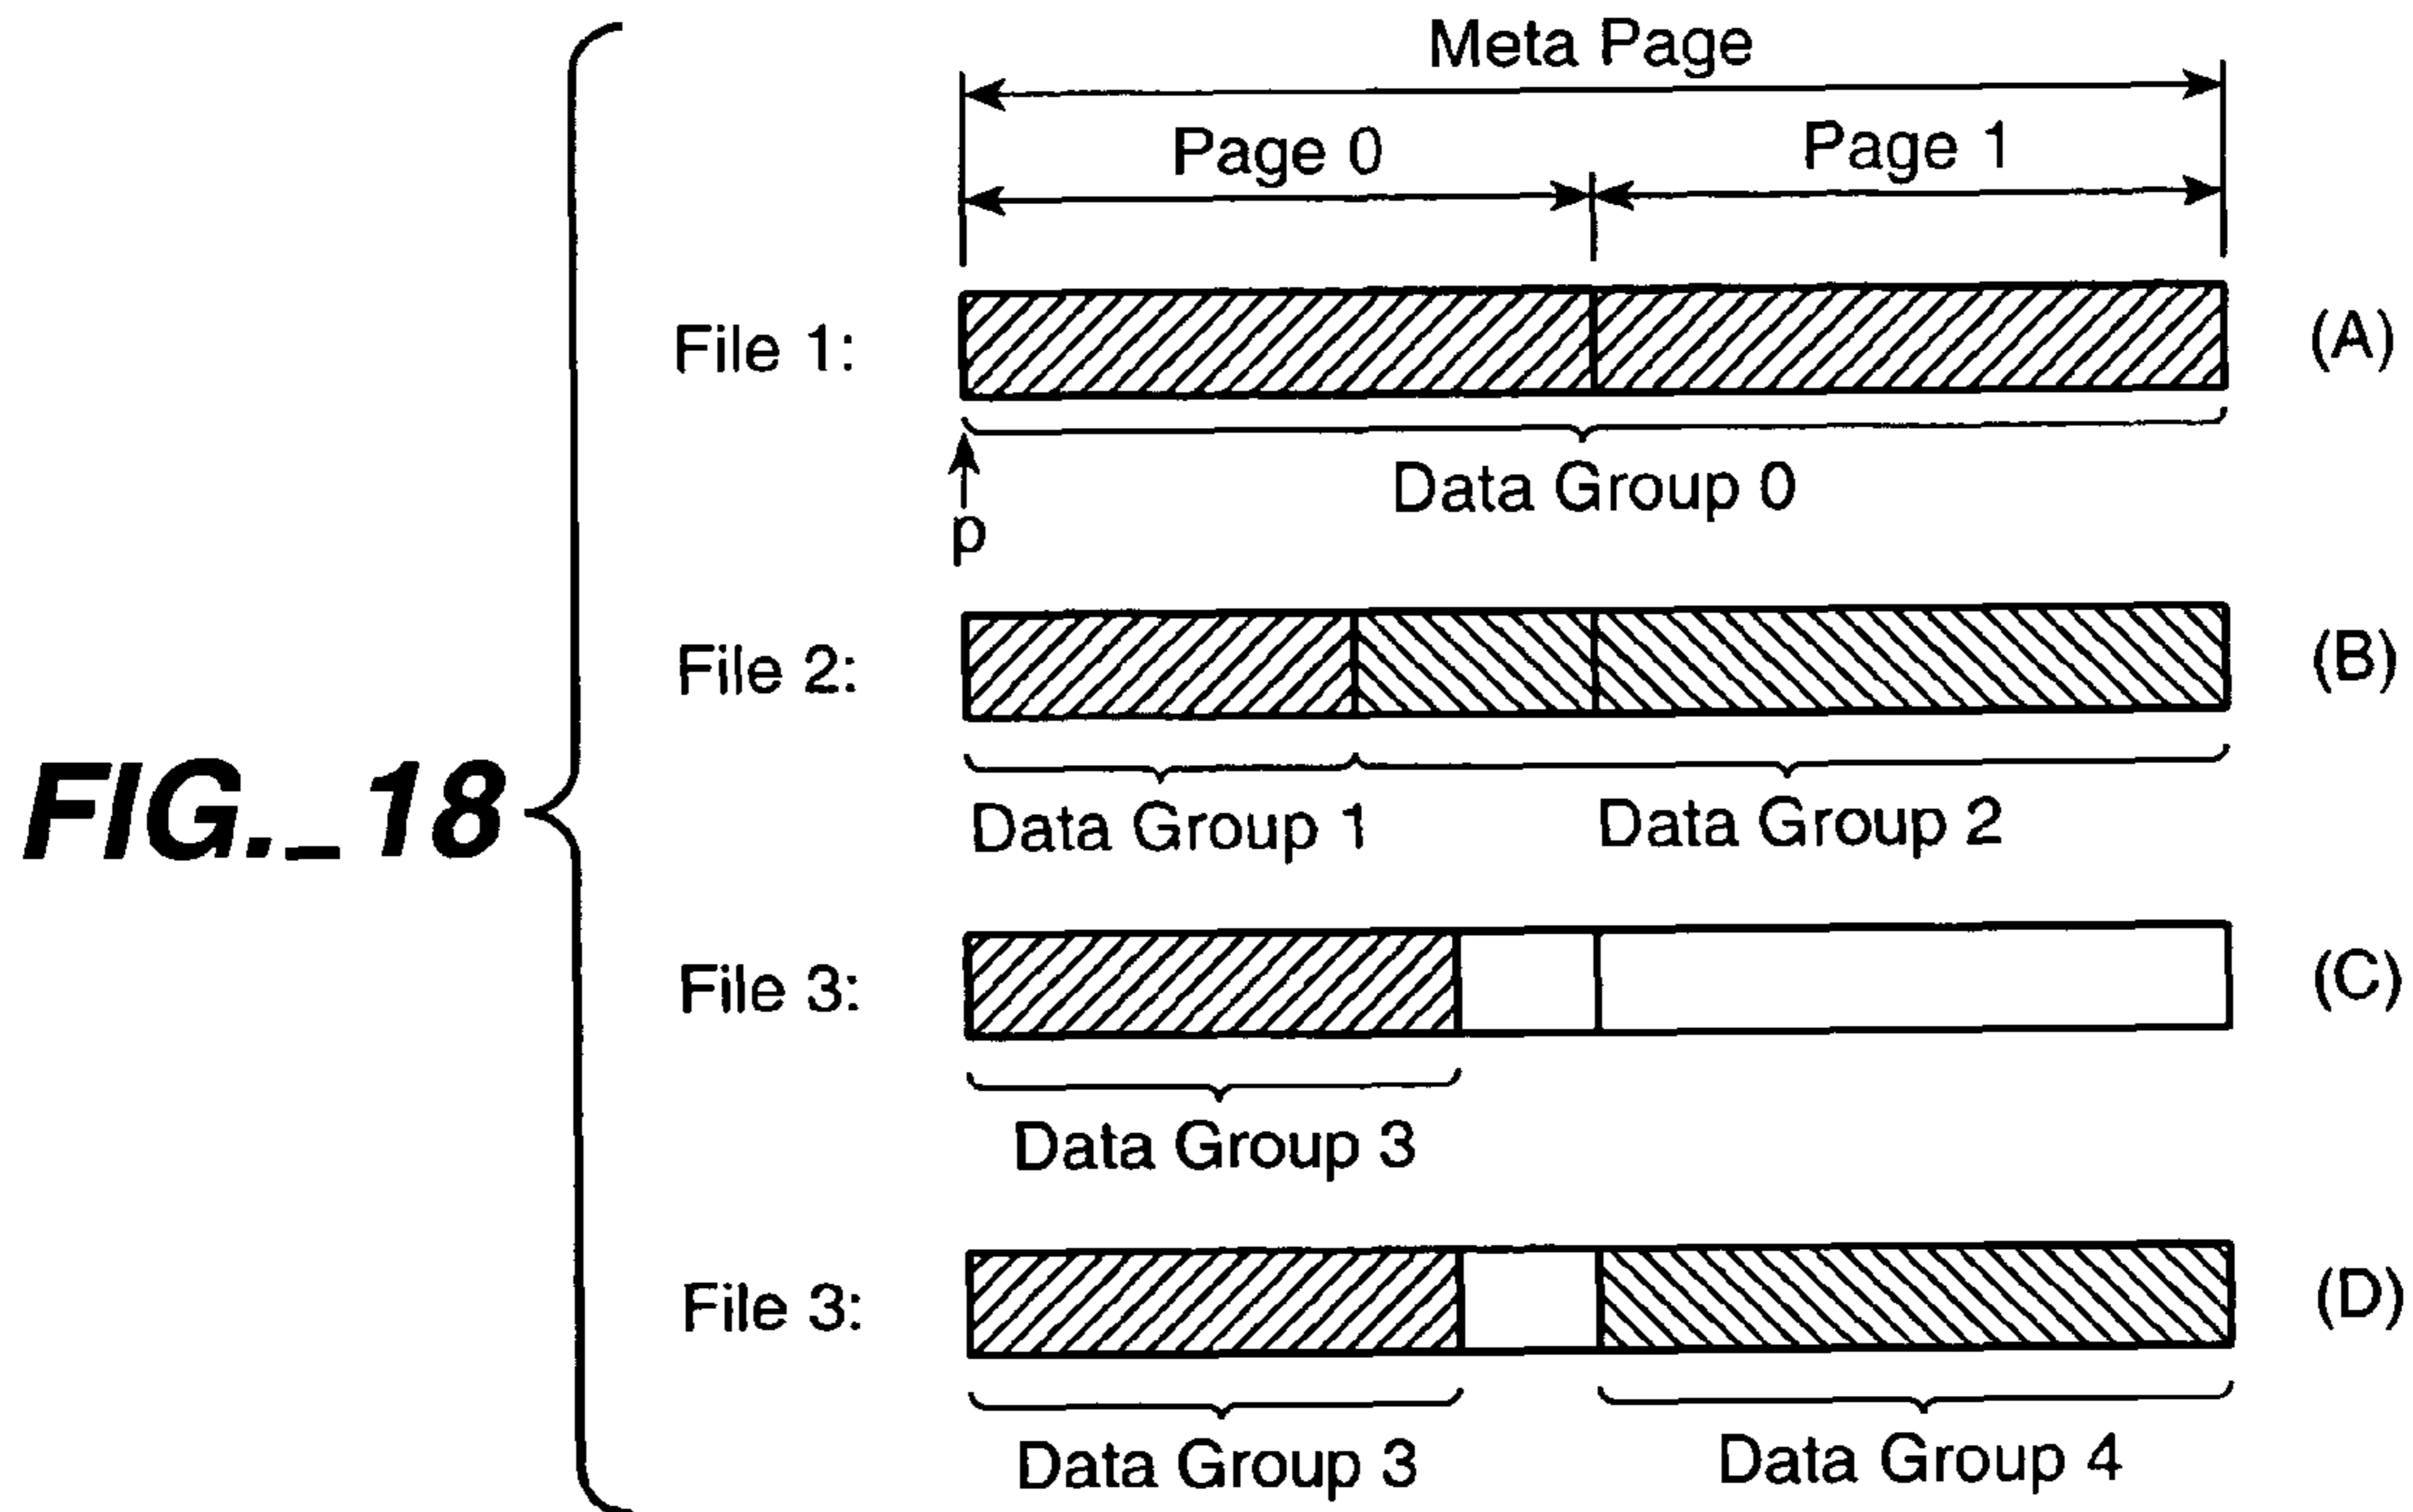 Meta Page
Page 0 Page 1
File 1: (A)
Data Group 0
p
File 2: (B)
FIG._18
Data Group 1 Data Group 2
File 3: (C)
Data Group 3
File 3: (D)
Data Group 3 Data Group 4